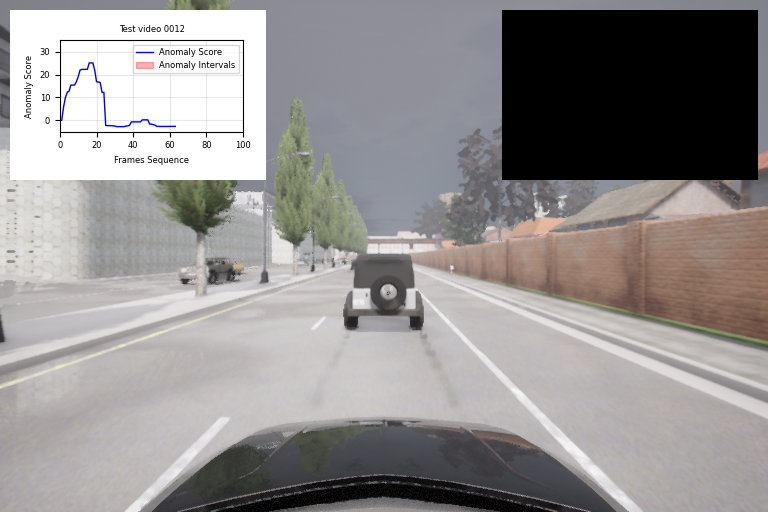 Test video 0012
Anomaly Score
Anomaly Intervals
30
20
10
0
Anomaly Score
0 20 40 60 80 100
Frames Sequence